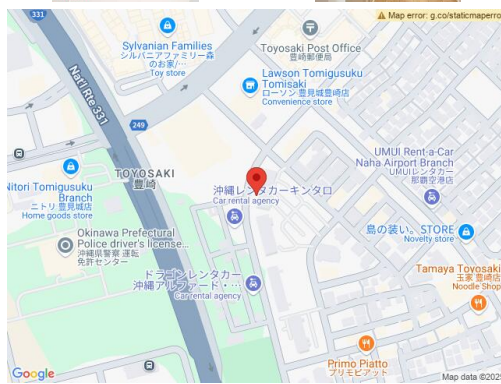 331
Map error: g.co/staticmaperro
Sylvanian Families
シルバニアファミリー森
のお家/…
Toy store
Toyosaki Post Office
豊崎郵便局
Lawson Tomigusuku
Tomisaki
ローソン 豊見城豊崎店
Convenience store
Nat'l Rte 331
249
UMUI Rent-a-Car
Naha Airport Branch
UMUIレンタカー
那覇空港店
TOYOSAKI
豊崎
Nitori Tomigusuku
Branch
ニトリ 豊見城店
Home goods store
沖縄レンタカーキンタロ
Car rental agency
島の装い。STORE
Novelty store
Okinawa Prefectural
Police driver's license...
沖縄県警察 運転
免許センター
ドラゴンレンタカー
沖縄アルファード・…
Car rental agency
Tamaya Toyosaki
玉家 豊崎店
Noodle Shop
Primo Piatto
プリモピアット
331
Google
Map data ©2025